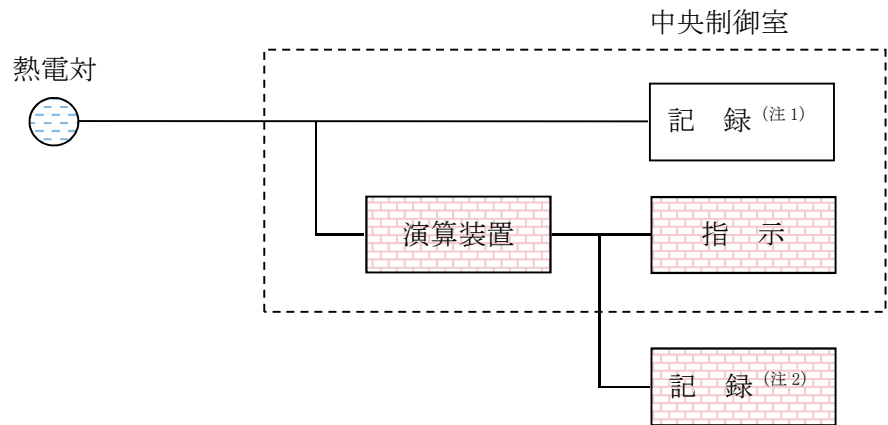 中央制御室
熱電対
記　録（注1）
演算装置
指　示
記　録（注2）